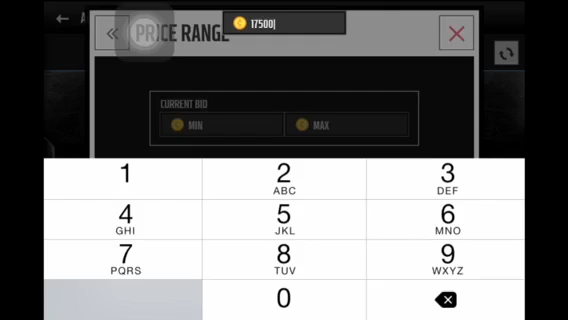 17500
PRICE RANGE
CURRENT BID
MIN
MAX
1
2
ABC
3
DEF
4
GHI
5
JKL
6
MNO
7
PQRS
8
TUV
9
WXYZ
0